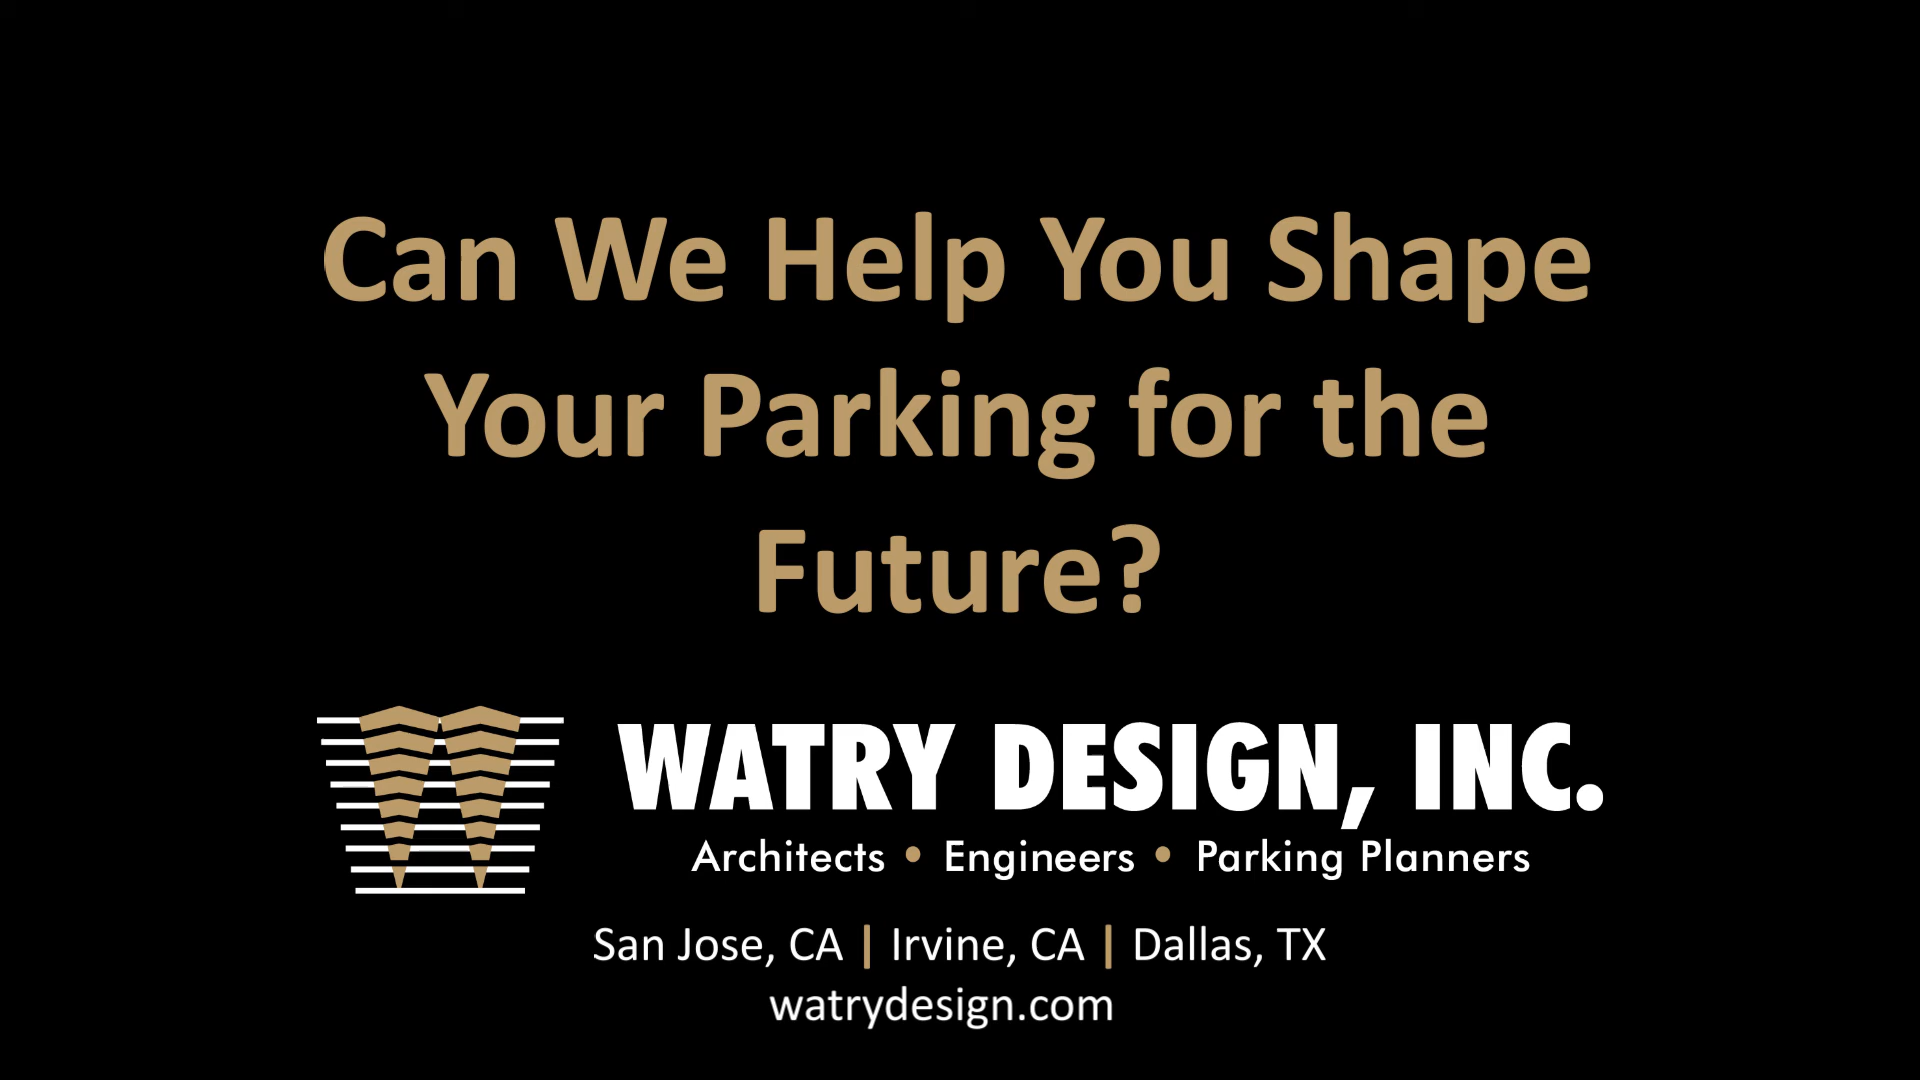 Can We Help You Shape
Your Parking for the
Future?
WATRY DESIGN, INC.
Architects • Engineers • Parking Planners
San Jose, CA | Irvine, CA | Dallas, TX
watrydesign.com